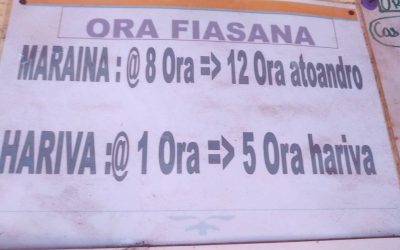 ORA FIASANA
MARAINA : @ 8 Ora => 12 Ora atoandro
HARIVA :@ 1 Ora => 5 Ora hariva